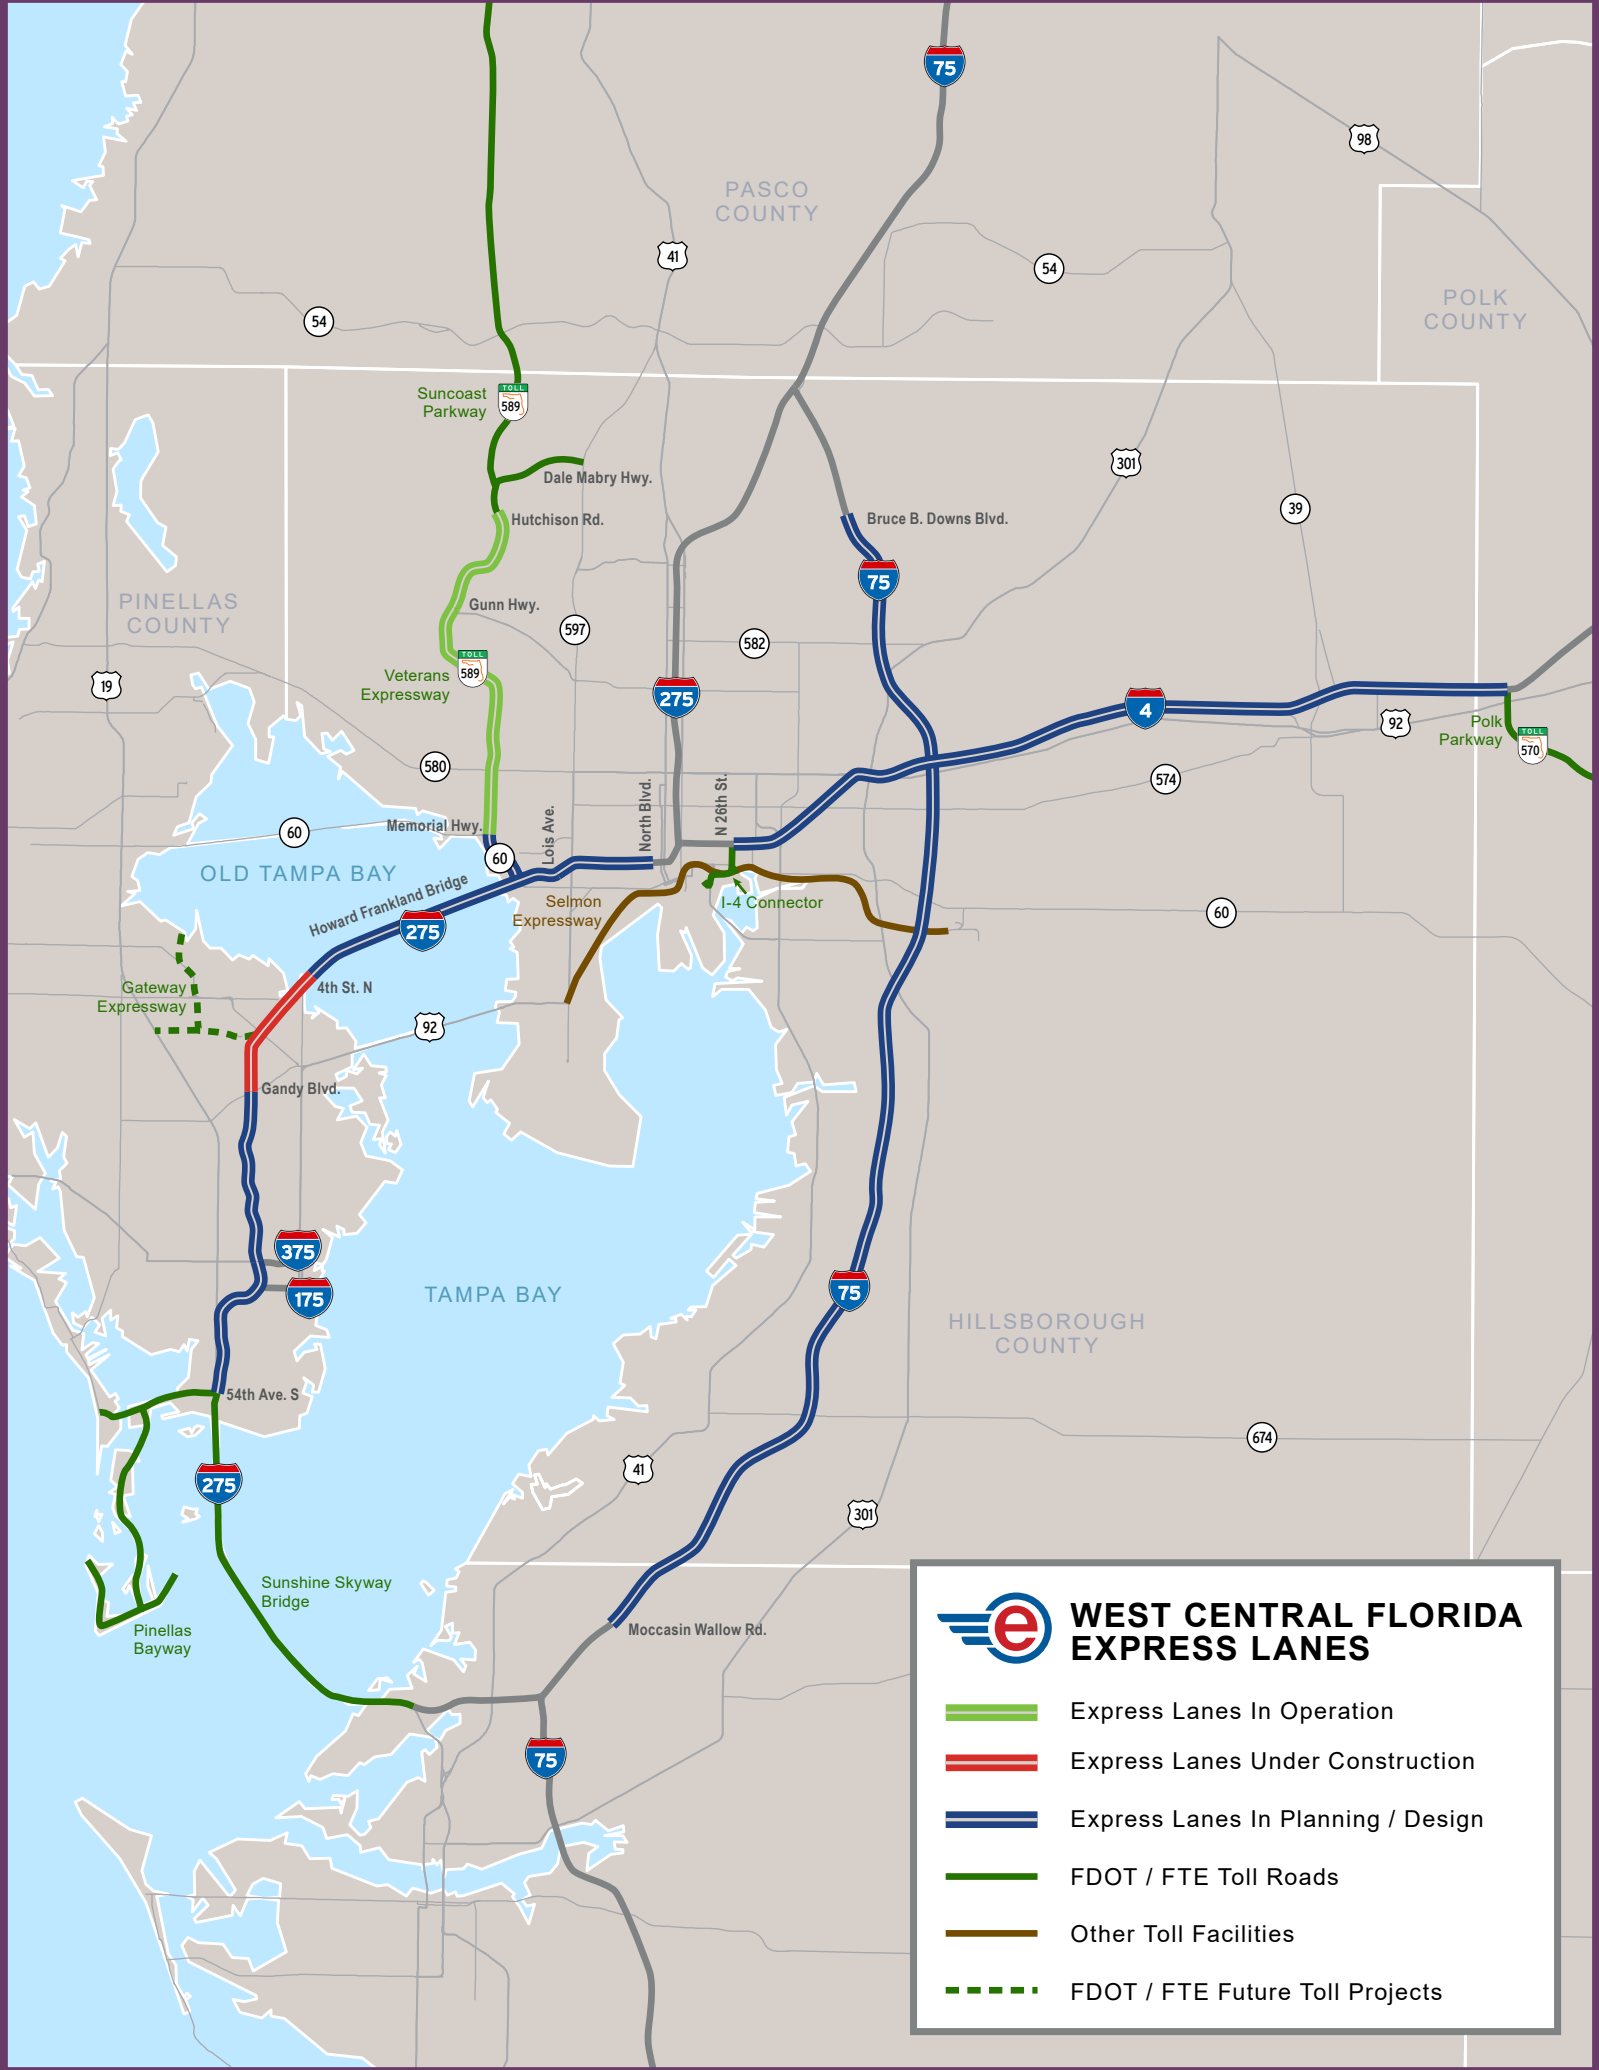 75
98
PASCO
COUNTY
41
54
54
POLK
COUNTY
Suncoast
Parkway
TOLL
589
Dale Mabry Hwy.
301
39
Hutchison Rd.
Bruce B. Downs Blvd.
75
PINELLAS
COUNTY
Gunn Hwy.
597
582
TOLL
589
Veterans
Expressway
19
275
4
92
Polk
Parkway
TOLL
570
580
574
60
Memorial Hwy.
Lois Ave.
North Blvd.
N 26th St.
60
OLD TAMPA BAY
Howard Frankland Bridge
275
Selmon
Expressway
I-4 Connector
60
Gateway
Expressway
4th St. N
92
Gandy Blvd.
375
175
TAMPA BAY
75
HILLSBOROUGH
COUNTY
54th Ave. S
275
41
674
301
Sunshine Skyway
Bridge
Pinellas
Bayway
Moccasin Wallow Rd.
75
e
WEST CENTRAL FLORIDA
EXPRESS LANES
Express Lanes In Operation
Express Lanes Under Construction
Express Lanes In Planning / Design
FDOT / FTE Toll Roads
Other Toll Facilities
FDOT / FTE Future Toll Projects